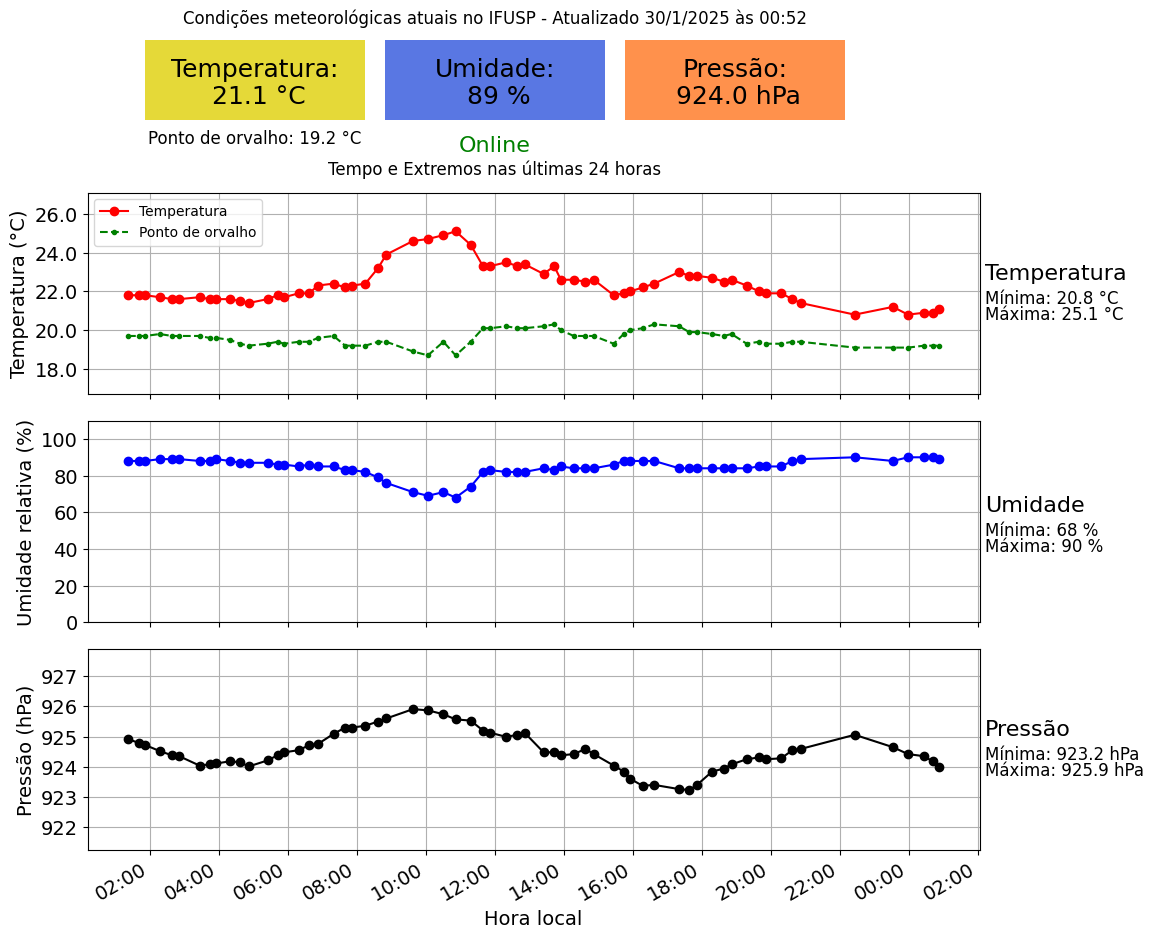 Condições meteorológicas atuais no IFUSP - Atualizado 30/1/2025 às 00:52
Temperatura:
21.1 °C
Umidade:
89 %
Pressão:
924.0 hPa
Ponto de orvalho: 19.2 °C
Online
Tempo e Extremos nas últimas 24 horas
Temperatura (°C)
26.0
24.0
22.0
20.0
18.0
Temperatura
Ponto de orvalho
Temperatura
Mínima: 20.8 °C
Máxima: 25.1 °C
Umidade relativa (%)
100
80
60
40
20
0
Umidade
Mínima: 68 %
Máxima: 90 %
Pressão (hPa)
927
926
925
924
923
922
Pressão
Mínima: 923.2 hPa
Máxima: 925.9 hPa
02:00 04:00 06:00 08:00 10:00 12:00 14:00 16:00 18:00 20:00 22:00 00:00 02:00
Hora local